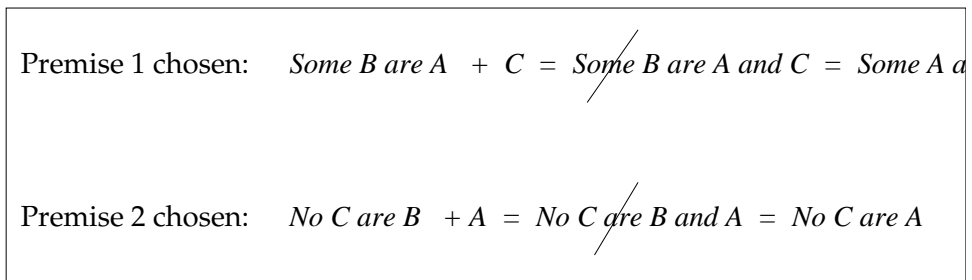 Premise 1 chosen: Some B are A + C = Some B are A and C = Some A a
Premise 2 chosen: No C are B + A = No C are B and A = No C are A